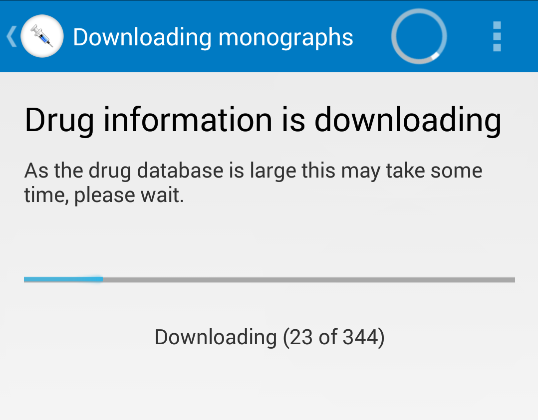 Downloading monographs
Drug information is downloading
As the drug database is large this may take some
time, please wait.
Downloading (23 of 344)